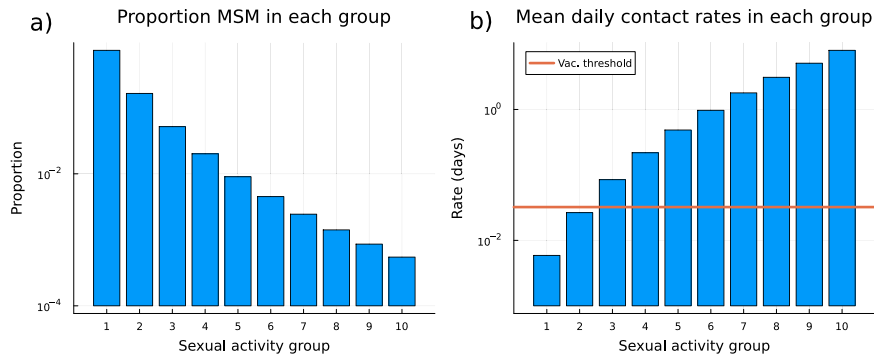 a)
Proportion MSM in each group
Proportion
10⁻²
10⁻⁴
1 2 3 4 5 6 7 8 9 10
Sexual activity group
b)
Mean daily contact rates in each group
Vac. threshold
Rate (days)
10⁰
10⁻²
1 2 3 4 5 6 7 8 9 10
Sexual activity group